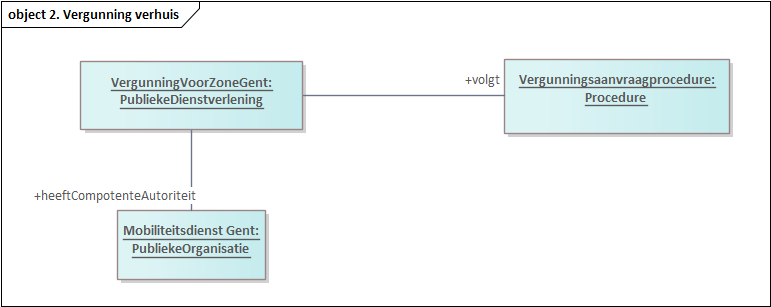 object 2. Vergunning verhuis
VergunningVoorZoneGent:
PubliekeDienstverlening
+volgt
Vergunningsaanvraagprocedure:
Procedure
+heeftCompotenteAutoriteit
Mobiliteitsdienst Gent:
PubliekeOrganisatie